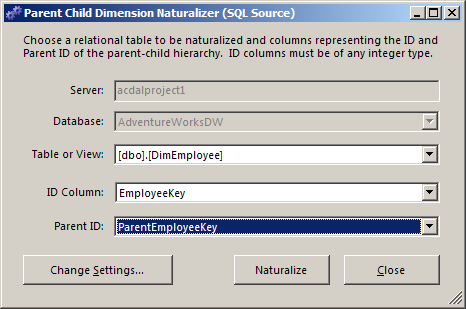 Parent Child Dimension Naturalizer (SQL Source)
Choose a relational table to be naturalized and columns representing the ID and
Parent ID of the parent-child hierarchy. ID columns must be of any integer type.
Server: acdalproject1
Database: AdventureWorksDW
Table or View: [dbo].[DimEmployee]
ID Column: EmployeeKey
Parent ID: ParentEmployeeKey
Change Settings... Naturalize Close